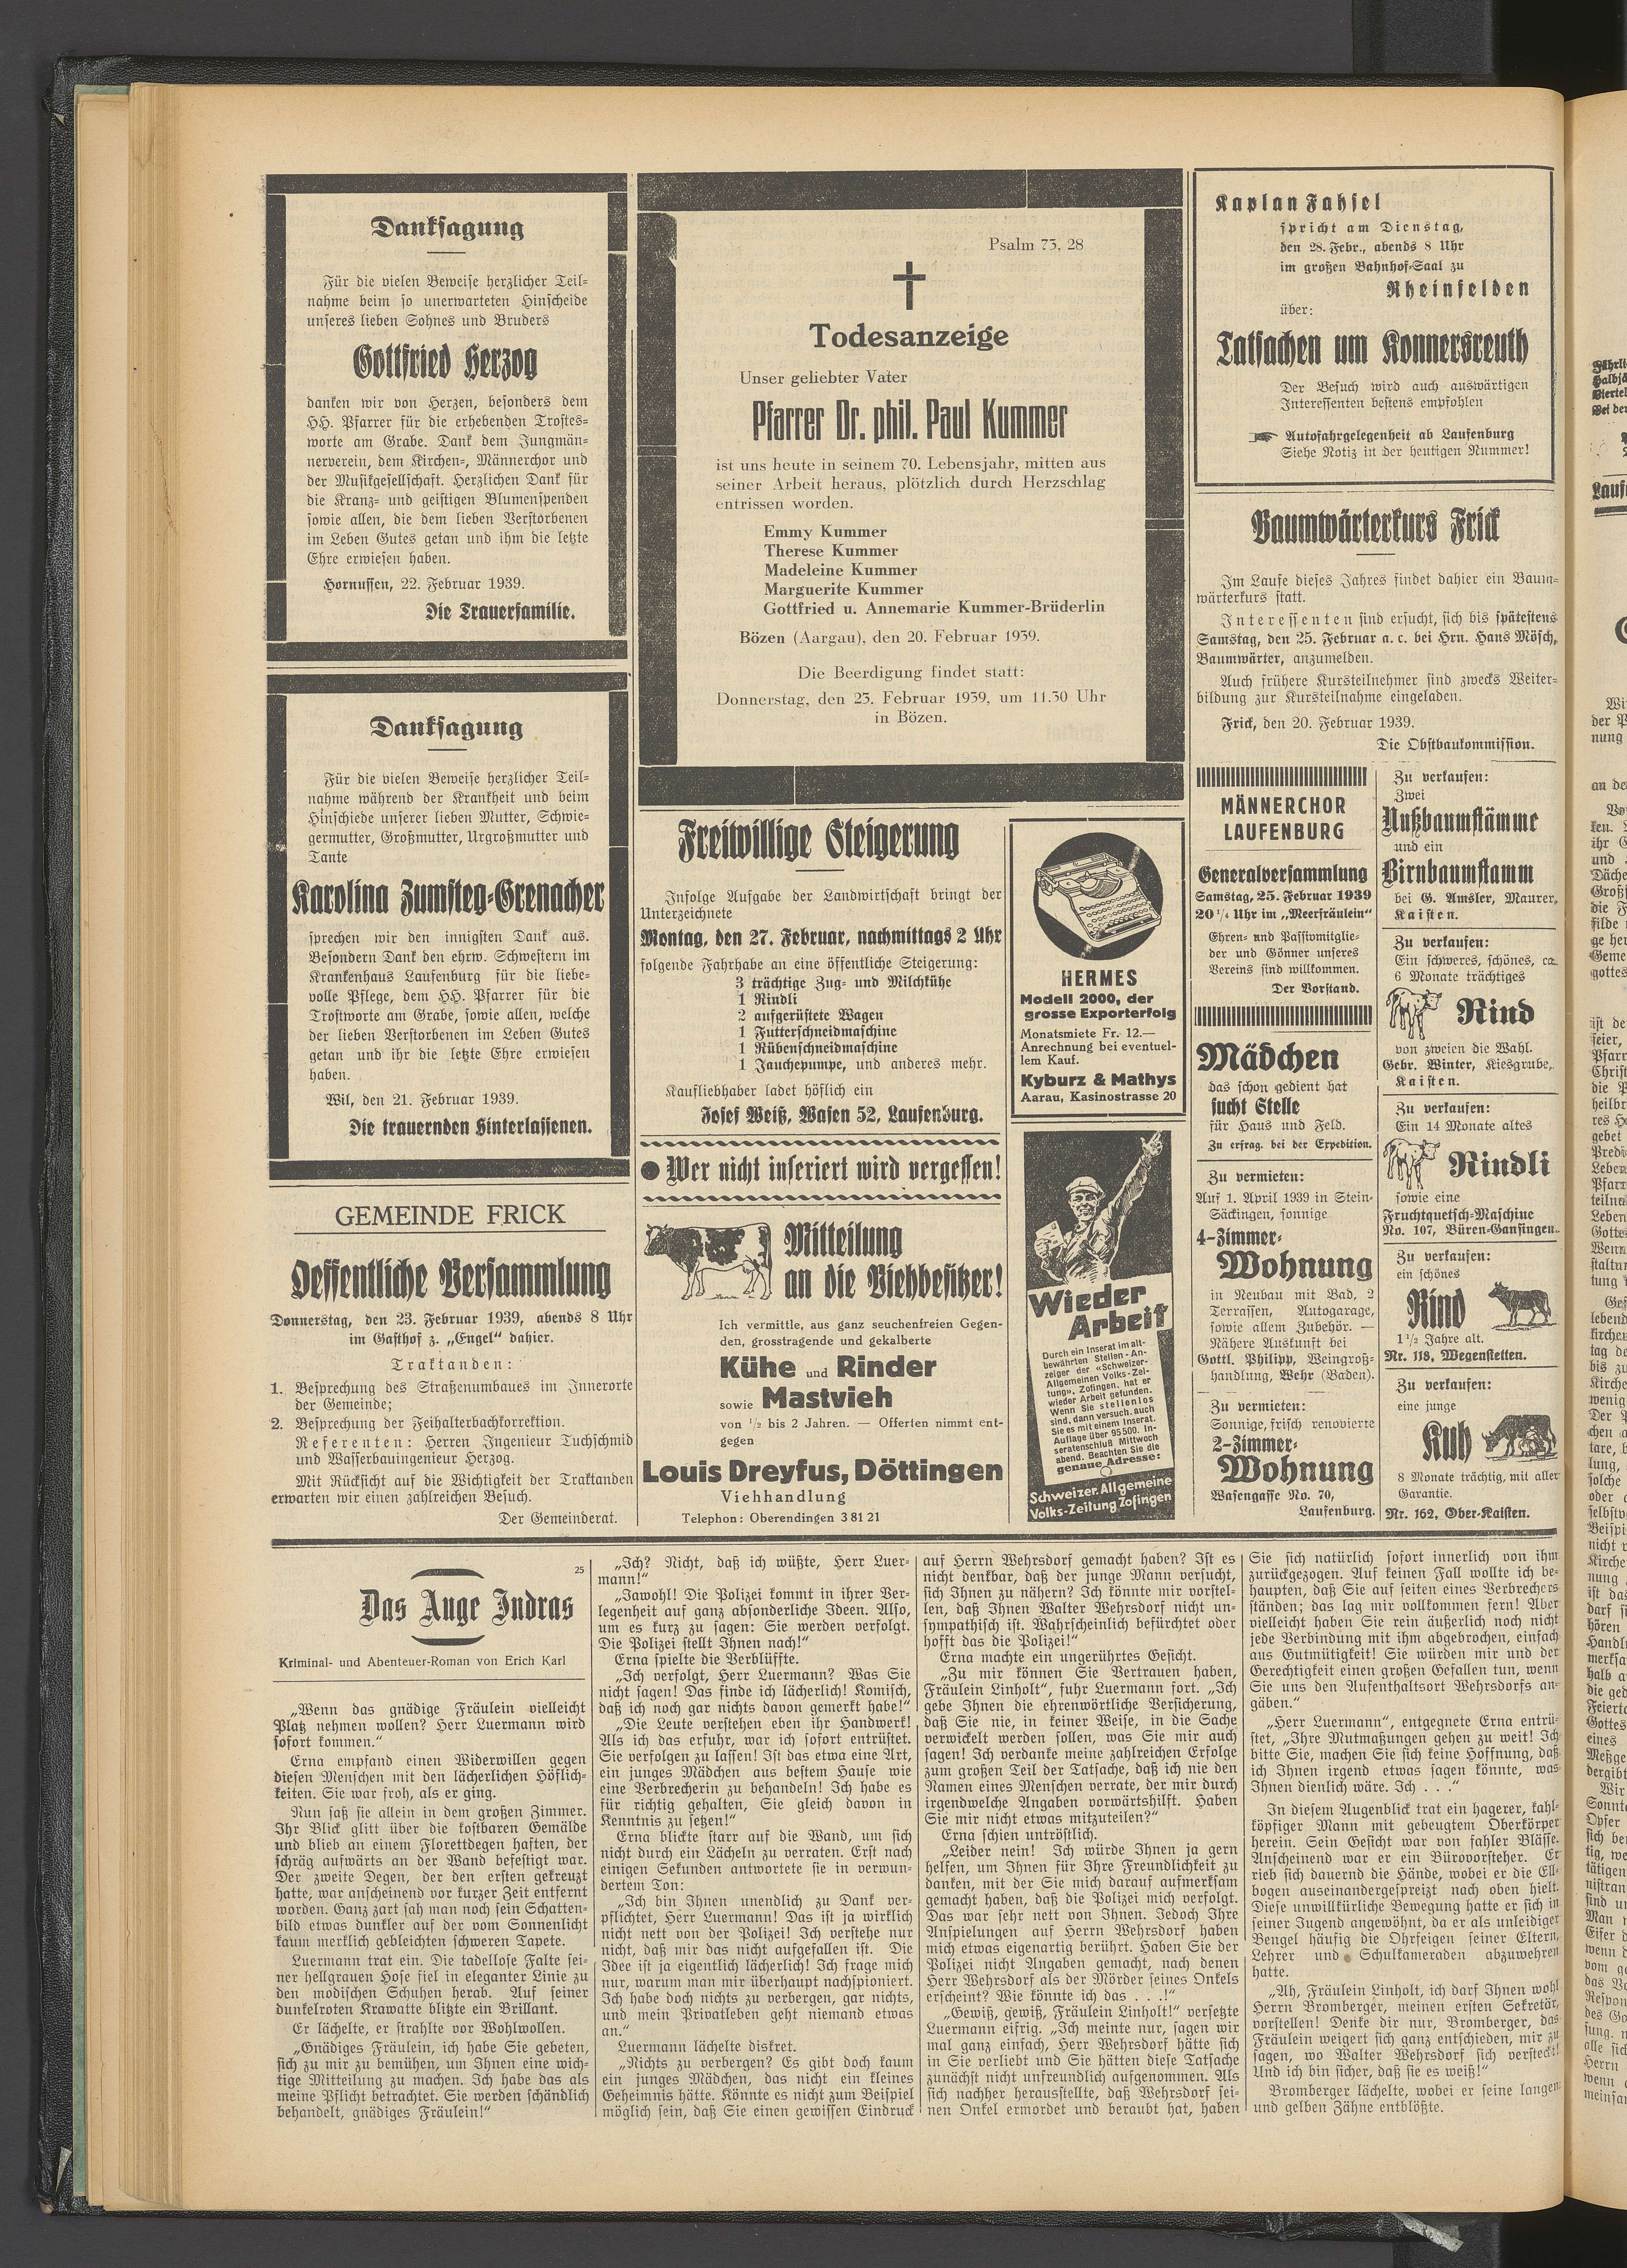 Danksagung
Für die vielen Beweise herzlicher Teil-
nahme beim so unerwarteten Hinscheide
unseres lieben Sohnes und Bruders
Gottfried Herzog
danken wir von Herzen, besonders dem
HH. Pfarrer für die erhebenden Trostes-
worte am Grabe. Dank dem Jungmän-
nerverein, dem Kirchen-, Männerchor und
der Musikgesellschaft. Herzlichen Dank für
die Kranz- und geistigen Blumenspenden
sowie allen, die dem lieben Verstorbenen
im Leben Gutes getan und ihm die letzte
Ehre erwiesen haben.
Hornussen, 22. Februar 1939.
Die Trauerfamilie.
Danksagung
Für die vielen Beweise herzlicher Teil-
nahme während der Krankheit und beim
Hinschiede unserer lieben Mutter, Schwie-
germutter, Großmutter, Urgroßmutter und
Tante
Karolina Zumsteg-Grenacher
sprechen wir den innigsten Dank aus.
Besondern Dank den ehrw. Schwestern im
Krankenhaus Laufenburg für die liebe-
volle Pflege, dem HH. Pfarrer für die
Trostworte am Grabe, sowie allen, welche
der lieben Verstorbenen im Leben Gutes
getan und ihr die letzte Ehre erwiesen
haben.
Wil, den 21. Februar 1939.
Die trauernden Hinterlassenen.
GEMEINDE FRICK
Oeffentliche Versammlung
Donnerstag, den 23. Februar 1939, abends 8 Uhr
im Gasthof z. „Engel“ dahier.
Traktanden:
1. Besprechung des Straßenumbaues im Innerorte
der Gemeinde;
2. Besprechung der Feihalterbachkorrektion.
Referenten: Herren Ingenieur Tuchschmid
und Wasserbauingenieur Herzog.
Mit Rücksicht auf die Wichtigkeit der Traktanden
erwarten wir einen zahlreichen Besuch.
Der Gemeinderat.
Psalm 73, 28
Todesanzeige
Unser geliebter Vater
Pfarrer Dr. phil. Paul Kummer
ist uns heute in seinem 70. Lebensjahr, mitten aus
seiner Arbeit heraus, plötzlich durch Herzschlag
entrissen worden.
Emmy Kummer
Therese Kummer
Madeleine Kummer
Marguerite Kummer
Gottfried u. Annemarie Kummer-Brüderlin
Bözen (Aargau), den 20. Februar 1939.
Die Beerdigung findet statt:
Donnerstag, den 23. Februar 1939, um 11.30 Uhr
in Bözen.
Freiwillige Steigerung
Infolge Aufgabe der Landwirtschaft bringt der
Unterzeichnete
Montag, den 27. Februar, nachmittags 2 Uhr
folgende Fahrhabe an eine öffentliche Steigerung:
3 trächtige Zug- und Milchkühe
1 Rindli
2 aufgerüstete Wagen
1 Futterschneidmaschine
1 Rübenschneidmaschine
1 Jauchepumpe, und anderes mehr.
Kaufliebhaber ladet höflich ein
Josef Weiß, Wasen 52, Laufenburg.
Wer nicht inseriert wird vergessen!
Mitteilung
an die Viehbesitzer!
Ich vermittle, aus ganz seuchenfreien Gegen-
den, grosstragende und gekalberte
Kühe und Rinder
sowie Mastvieh
von 1/2 bis 2 Jahren. — Offerten nimmt ent-
gegen
Louis Dreyfus, Döttingen
Viehhandlung
Telephon: Oberendingen 3 81 21
HERMES
Modell 2000, der
grosse Exporterfolg
Monatsmiete Fr. 12.—
Anrechnung bei eventuel-
lem Kauf.
Kyburz & Mathys
Aarau, Kasinostrasse 20
Wieder
Arbeit
Durch ein Inserat im alt-
bewährten Stellen-An-
zeiger der «Schweizer-
Allgemeinen Volks-Zei-
tung», Zofingen, hat er
wieder Arbeit gefunden.
Wenn Sie stellenlos
sind, dann versuch. auch
Sie es mit einem Inserat.
Auflage über 95500. In-
seratenschluß Mittwoch
abend. Beachten Sie die
genaue Adresse:
Schweizer. Allgemeine
Volks-Zeitung Zofingen
Kaplan Fahsel
spricht am Dienstag,
den 28. Febr., abends 8 Uhr
im großen Bahnhof-Saal zu
Rheinfelden
über:
Tatsachen um Konnersreuth
Der Besuch wird auch auswärtigen
Interessenten bestens empfohlen
☛ Autofahrgelegenheit ab Laufenburg
Siehe Notiz in der heutigen Nummer!
Baumwärterkurs Frick
Im Laufe dieses Jahres findet dahier ein Baum-
wärterkurs statt.
Interessenten sind ersucht, sich bis spätestens
Samstag, den 25. Februar a. c. bei Hrn. Hans Mösch,
Baumwärter, anzumelden.
Auch frühere Kursteilnehmer sind zwecks Weiter-
bildung zur Kursteilnahme eingeladen.
Frick, den 20. Februar 1939.
Die Obstbaukommission.
MÄNNERCHOR
LAUFENBURG
Generalversammlung
Samstag, 25. Februar 1939
20 1/4 Uhr im „Meerfräulein“
Ehren- und Passivmitglie-
der und Gönner unseres
Vereins sind willkommen.
Der Vorstand.
Mädchen
das schon gedient hat
sucht Stelle
für Haus und Feld.
Zu erfrag. bei der Expedition.
Zu vermieten:
Auf 1. April 1939 in Stein-
Säckingen, sonnige
4-Zimmer-
Wohnung
in Neubau mit Bad, 2
Terrassen, Autogarage,
sowie allem Zubehör. —
Nähere Auskunft bei
Gottl. Philipp, Weingroß-
handlung, Wehr (Baden).
Zu vermieten:
Sonnige, frisch renovierte
2-Zimmer-
Wohnung
Wasengasse No. 70,
Laufenburg.
Zu verkaufen:
Zwei
Nußbaumstämme
und ein
Birnbaumstamm
bei G. Amsler, Maurer,
Kaisten.
Zu verkaufen:
Ein schweres, schönes, ca.
6 Monate trächtiges
Rind
von zweien die Wahl.
Gebr. Winter, Kiesgrube,
Kaisten.
Zu verkaufen:
Ein 14 Monate altes
Rindli
sowie eine
Fruchtquetsch-Maschine
No. 107, Büren-Gansingen.
Zu verkaufen:
ein schönes
Rind
1 1/2 Jahre alt.
Nr. 118, Wegenstetten.
Zu verkaufen:
eine junge
Kuh
8 Monate trächtig, mit aller
Garantie.
Nr. 162, Ober-Kaisten.
25
Das Auge Indras
Kriminal- und Abenteuer-Roman von Erich Karl
„Wenn das gnädige Fräulein vielleicht
Platz nehmen wollen? Herr Luermann wird
sofort kommen.“
Erna empfand einen Widerwillen gegen
diesen Menschen mit den lächerlichen Höflich-
keiten. Sie war froh, als er ging.
Nun saß sie allein in dem großen Zimmer.
Ihr Blick glitt über die kostbaren Gemälde
und blieb an einem Florettdegen haften, der
schräg aufwärts an der Wand befestigt war.
Der zweite Degen, der den ersten gekreuzt
hatte, war anscheinend vor kurzer Zeit entfernt
worden. Ganz zart sah man noch sein Schatten-
bild etwas dunkler auf der vom Sonnenlicht
kaum merklich gebleichten schweren Tapete.
Luermann trat ein. Die tadellose Falte sei-
ner hellgrauen Hose fiel in eleganter Linie zu
den modischen Schuhen herab. Auf seiner
dunkelroten Krawatte blitzte ein Brillant.
Er lächelte, er strahlte vor Wohlwollen.
„Gnädiges Fräulein, ich habe Sie gebeten,
sich zu mir zu bemühen, um Ihnen eine wich-
tige Mitteilung zu machen. Ich habe das als
meine Pflicht betrachtet. Sie werden schändlich
behandelt, gnädiges Fräulein!“
„Ich? Nicht, daß ich wüßte, Herr Luer-
mann!“
„Jawohl! Die Polizei kommt in ihrer Ver-
legenheit auf ganz absonderliche Ideen. Also,
um es kurz zu sagen: Sie werden verfolgt.
Die Polizei stellt Ihnen nach!“
Erna spielte die Verblüffte.
„Ich verfolgt, Herr Luermann? Was Sie
nicht sagen! Das finde ich lächerlich! Komisch,
daß ich noch gar nichts davon gemerkt habe!“
„Die Leute verstehen eben ihr Handwerk!
Als ich das erfuhr, war ich sofort entrüstet.
Sie verfolgen zu lassen! Ist das etwa eine Art,
ein junges Mädchen aus bestem Hause wie
eine Verbrecherin zu behandeln! Ich habe es
für richtig gehalten, Sie gleich davon in
Kenntnis zu setzen!“
Erna blickte starr auf die Wand, um sich
nicht durch ein Lächeln zu verraten. Erst nach
einigen Sekunden antwortete sie in verwun-
dertem Ton:
„Ich bin Ihnen unendlich zu Dank ver-
pflichtet, Herr Luermann! Das ist ja wirklich
nicht nett von der Polizei! Ich verstehe nur
nicht, daß mir das nicht aufgefallen ist. Die
Idee ist ja eigentlich lächerlich! Ich frage mich
nur, warum man mir überhaupt nachspioniert.
Ich habe doch nichts zu verbergen, gar nichts,
und mein Privatleben geht niemand etwas
an.“
Luermann lächelte diskret.
„Nichts zu verbergen? Es gibt doch kaum
ein junges Mädchen, das nicht ein kleines
Geheimnis hätte. Könnte es nicht zum Beispiel
möglich sein, daß Sie einen gewissen Eindruck
auf Herrn Wehrsdorf gemacht haben? Ist es
nicht denkbar, daß der junge Mann versucht,
sich Ihnen zu nähern? Ich könnte mir vorstel-
len, daß Ihnen Walter Wehrsdorf nicht un-
sympathisch ist. Wahrscheinlich befürchtet oder
hofft das die Polizei!“
Erna machte ein ungerührtes Gesicht.
„Zu mir können Sie Vertrauen haben,
Fräulein Linholt“, fuhr Luermann fort. „Ich
gebe Ihnen die ehrenwörtliche Versicherung,
daß Sie nie, in keiner Weise, in die Sache
verwickelt werden sollen, was Sie mir auch
sagen! Ich verdanke meine zahlreichen Erfolge
zum großen Teil der Tatsache, daß ich nie den
Namen eines Menschen verrate, der mir durch
irgendwelche Angaben vorwärtshilft. Haben
Sie mir nicht etwas mitzuteilen?“
Erna schien untröstlich.
„Leider nein! Ich würde Ihnen ja gern
helfen, um Ihnen für Ihre Freundlichkeit zu
danken, mit der Sie mich darauf aufmerksam
gemacht haben, daß die Polizei mich verfolgt.
Das war sehr nett von Ihnen. Jedoch Ihre
Anspielungen auf Herrn Wehrsdorf haben
mich etwas eigenartig berührt. Haben Sie der
Polizei nicht Angaben gemacht, nach denen
Herr Wehrsdorf als der Mörder seines Onkels
erscheint? Wie könnte ich das . . .!“
„Gewiß, gewiß, Fräulein Linholt!“ versetzte
Luermann eifrig. „Ich meinte nur, sagen wir
mal ganz einfach, Herr Wehrsdorf hätte sich
in Sie verliebt und Sie hätten diese Tatsache
zunächst nicht unfreundlich aufgenommen. Als
sich nachher herausstellte, daß Wehrsdorf sei-
nen Onkel ermordet und beraubt hat, haben
Sie sich natürlich sofort innerlich von ihm
zurückgezogen. Auf keinen Fall wollte ich be-
haupten, daß Sie auf seiten eines Verbrechers
ständen; das lag mir vollkommen fern! Aber
vielleicht haben Sie rein äußerlich noch nicht
jede Verbindung mit ihm abgebrochen, einfach
aus Gutmütigkeit! Sie würden mir und der
Gerechtigkeit einen großen Gefallen tun, wenn
Sie uns den Aufenthaltsort Wehrsdorfs an-
gäben.“
„Herr Luermann“, entgegnete Erna entrü-
stet, „Ihre Mutmaßungen gehen zu weit! Ich
bitte Sie, machen Sie sich keine Hoffnung, daß
ich Ihnen irgend etwas sagen könnte, was
Ihnen dienlich wäre. Ich . . .“
In diesem Augenblick trat ein hagerer, kahl-
köpfiger Mann mit gebeugtem Oberkörper
herein. Sein Gesicht war von fahler Blässe.
Anscheinend war er ein Bürovorsteher. Er
rieb sich dauernd die Hände, wobei er die Ell-
bogen auseinandergespreizt nach oben hielt.
Diese unwillkürliche Bewegung hatte er sich in
seiner Jugend angewöhnt, da er als unleidiger
Bengel häufig die Ohrfeigen seiner Eltern,
Lehrer und Schulkameraden abzuwehren
hatte.
„Ah, Fräulein Linholt, ich darf Ihnen wohl
Herrn Bromberger, meinen ersten Sekretär,
vorstellen! Denke dir nur, Bromberger, das
Fräulein weigert sich ganz entschieden, mir zu
sagen, wo Walter Wehrsdorf sich versteckt!
Und ich bin sicher, daß sie es weiß!“
Bromberger lächelte, wobei er seine langen
und gelben Zähne entblößte.